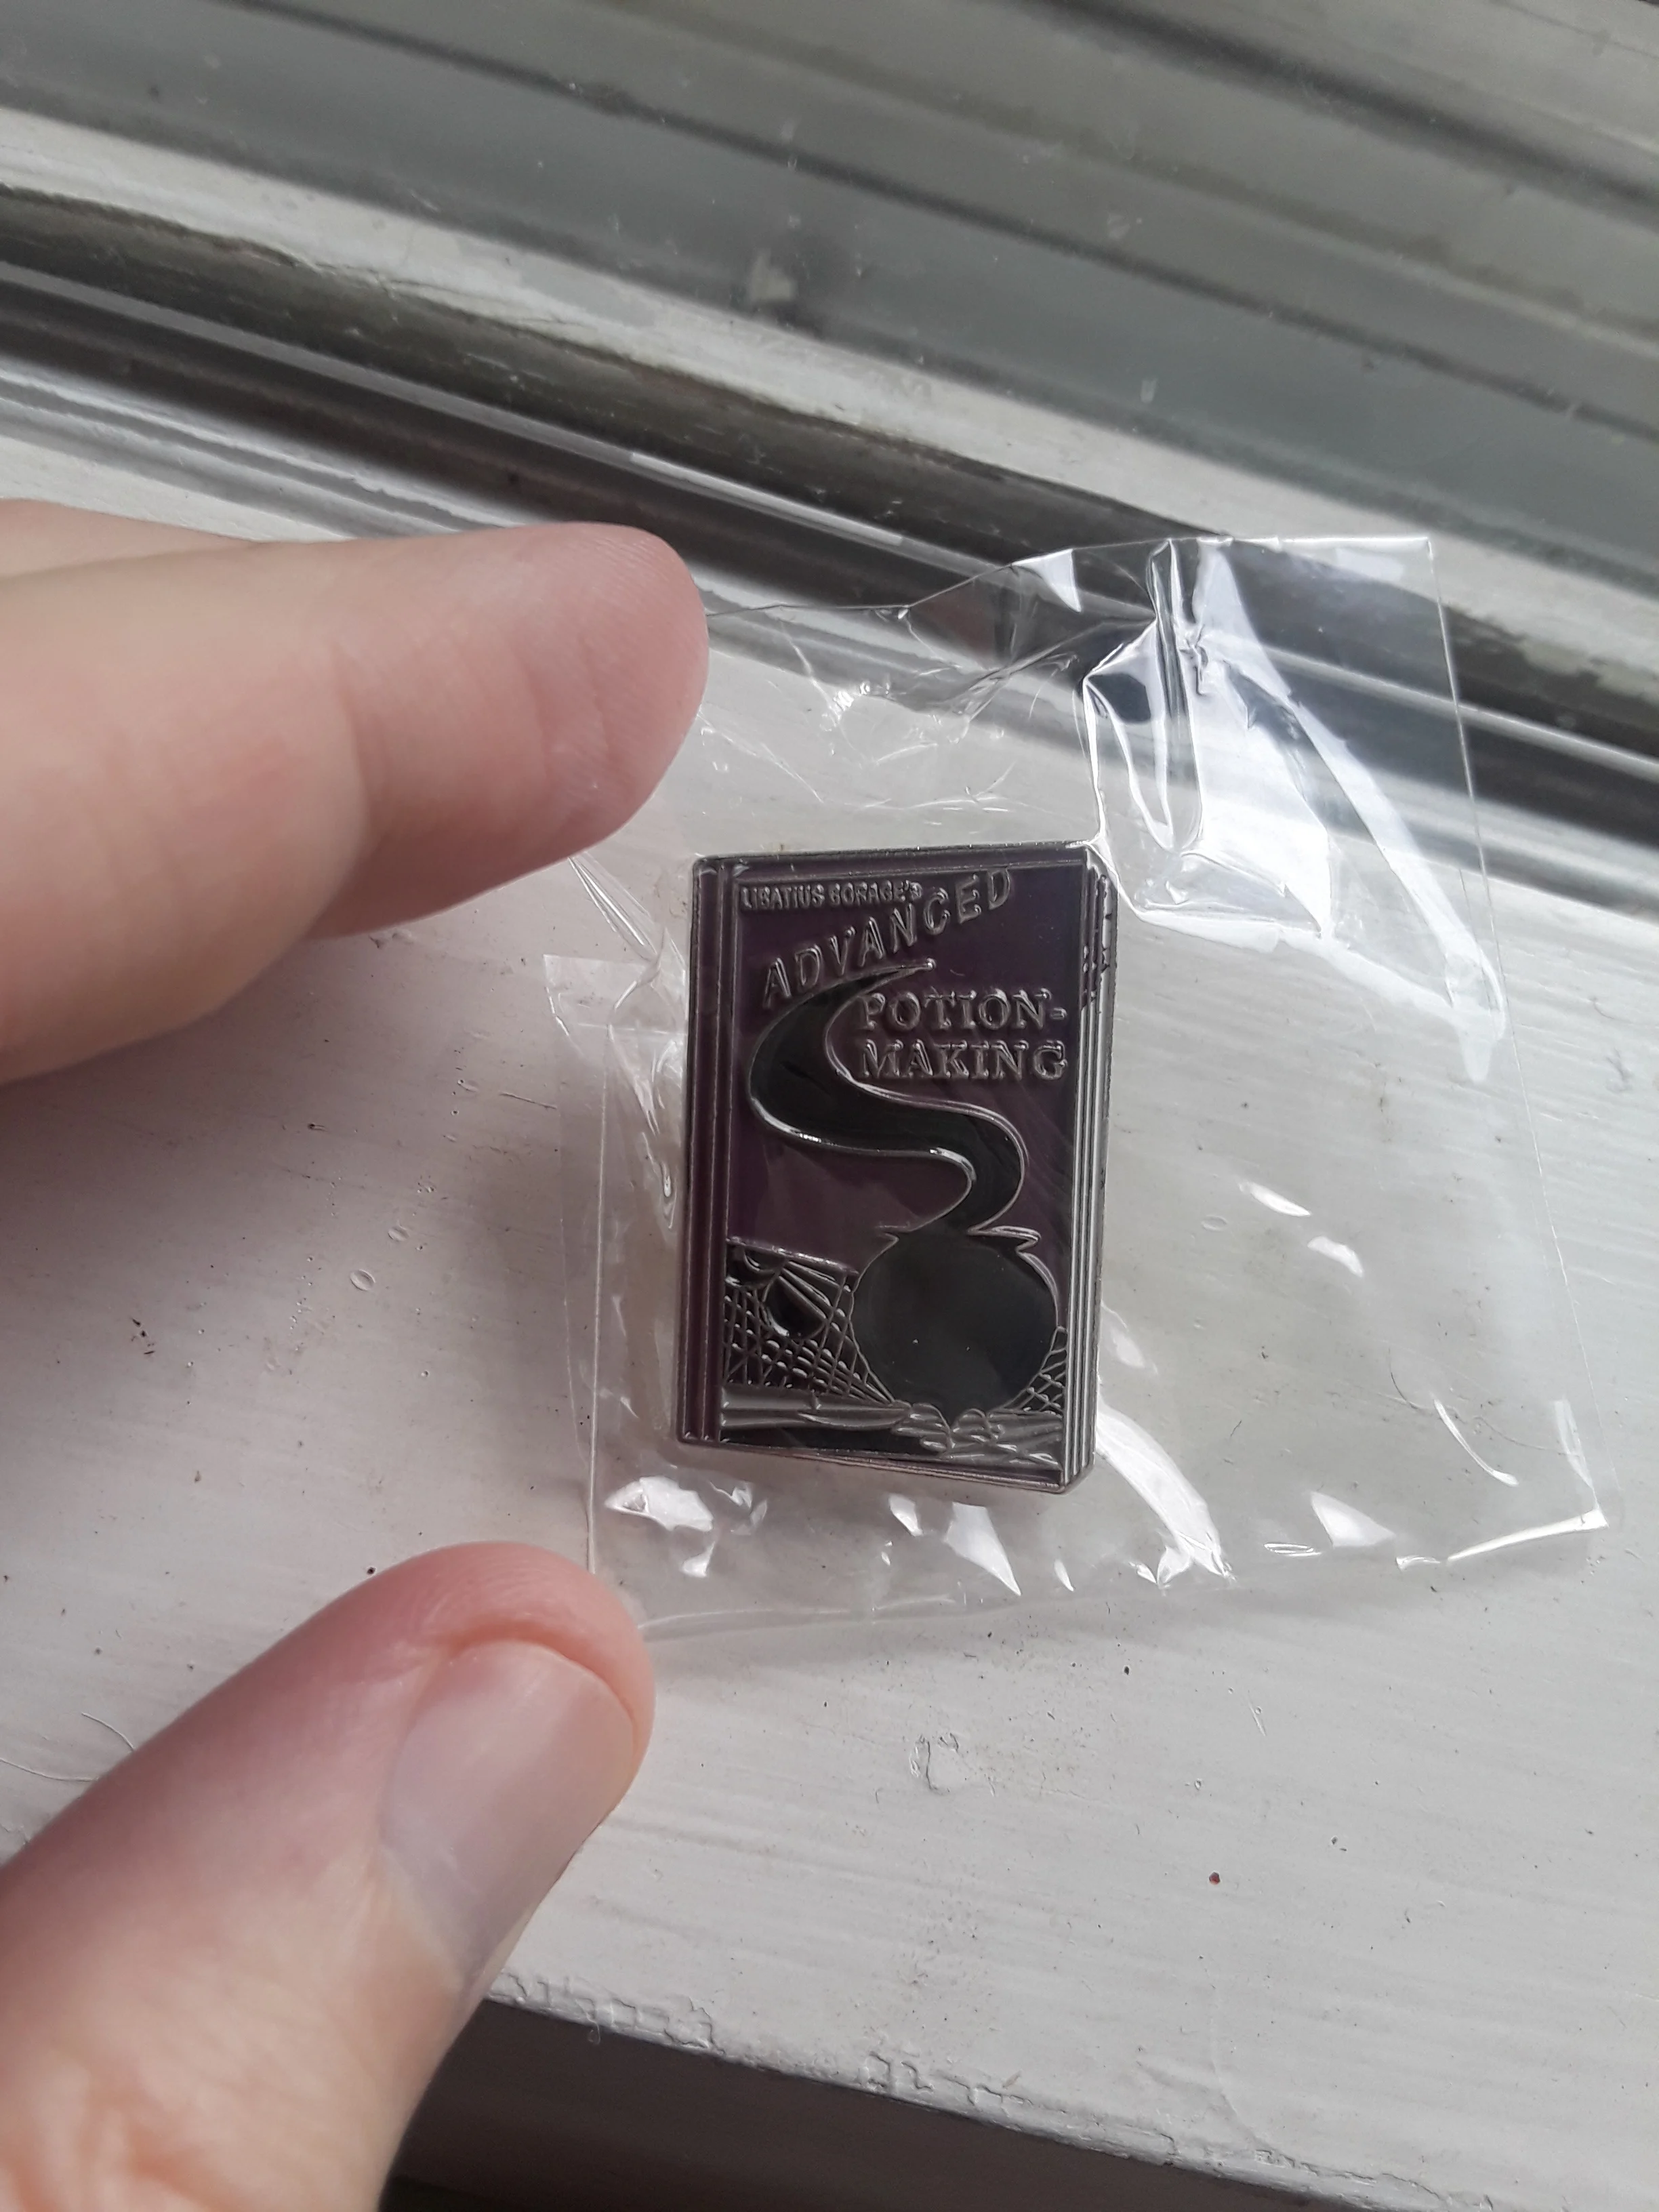 LIBATIUS BORAGE'S
ADVANCED
POTION-
MAKING